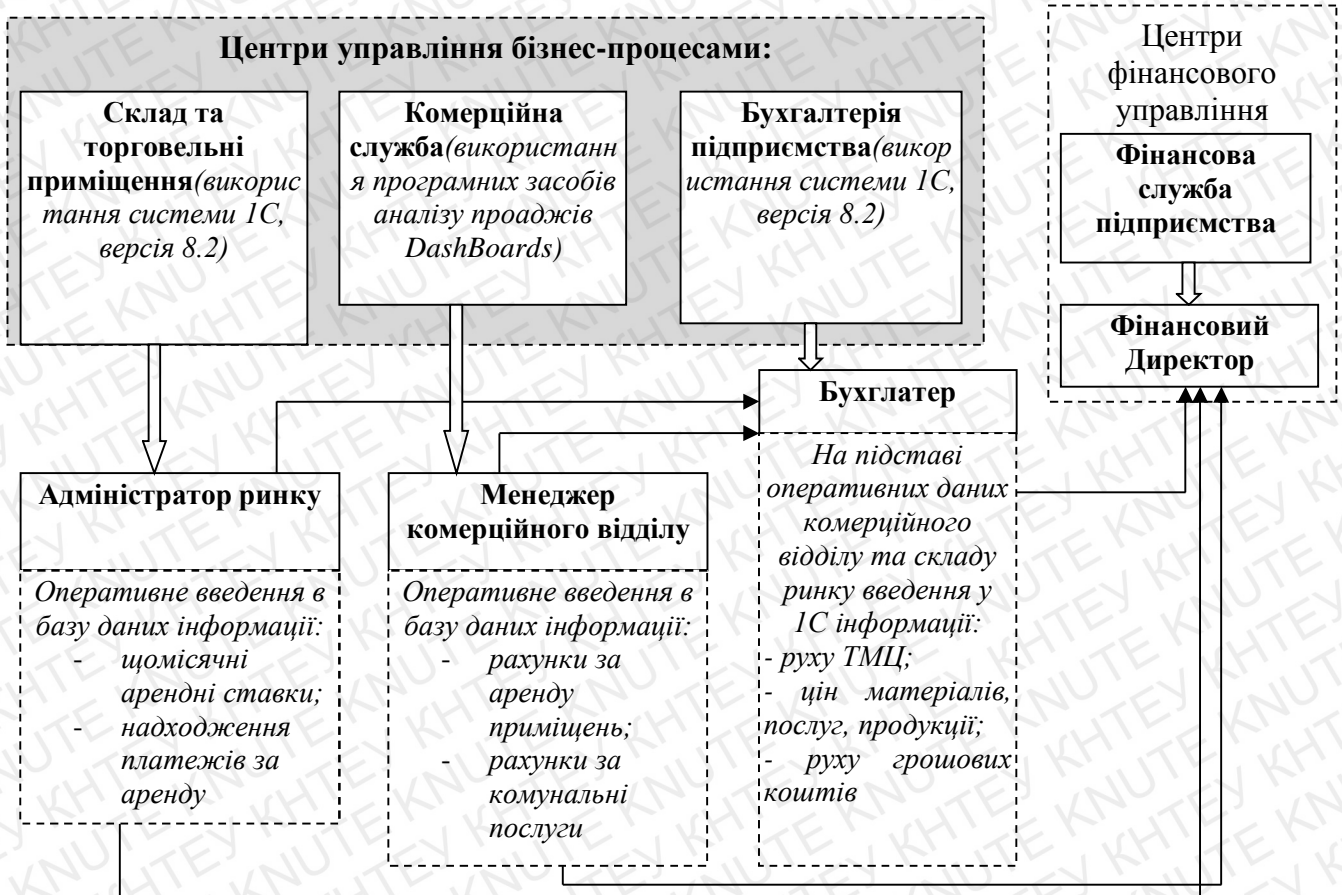 Центри управління бізнес-процесами:
Склад та
торговельні
приміщення(викорис
тання системи 1С,
версія 8.2)
Комерційна
служба(використанн
я програмних засобів
аналізу проаджів
DashBoards)
Бухгалтерія
підприємства(викор
истання системи 1С,
версія 8.2)
Центри
фінансового
управління
Фінансова
служба
підприємства
Фінансовий
Директор
Адміністратор ринку
Оперативне введення в
базу даних інформації:
- щомісячні
арендні ставки;
- надходження
платежів за
аренду
Менеджер
комерційного відділу
Оперативне введення в
базу даних інформації:
- рахунки за
аренду
приміщень;
- рахунки за
комунальні
послуги
Бухглатер
На підставі
оперативних даних
комерційного
відділу та складу
ринку введення у
1С інформації:
- руху ТМЦ;
- цін матеріалів,
послуг, продукції;
- руху грошових
коштів